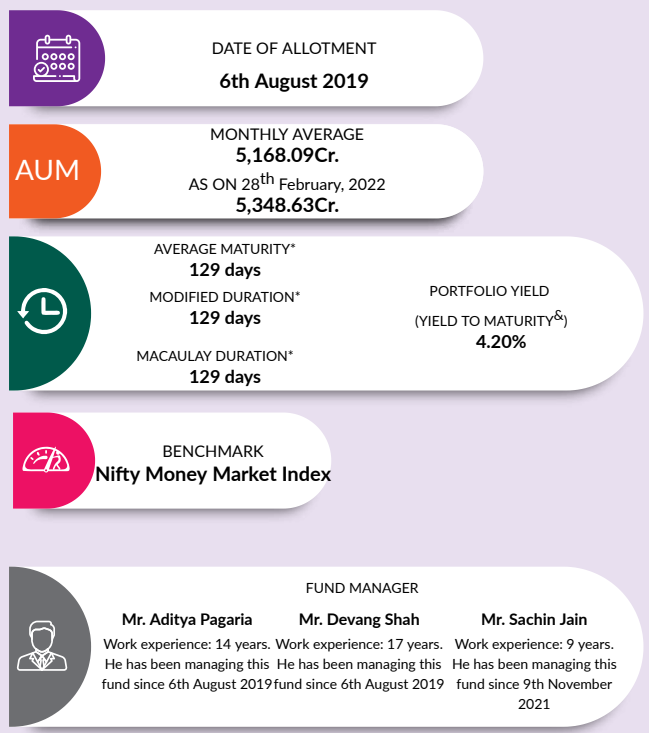 DATE OF ALLOTMENT
6th August 2019
AUM
MONTHLY AVERAGE
5,168.09Cr.
AS ON 28th February, 2022
5,348.63Cr.
AVERAGE MATURITY*
129 days
MODIFIED DURATION*
129 days
MACAULAY DURATION*
129 days
PORTFOLIO YIELD
(YIELD TO MATURITY&)
4.20%
BENCHMARK
Nifty Money Market Index
FUND MANAGER
Mr. Aditya Pagaria
Work experience: 14 years.
He has been managing this
fund since 6th August 2019
Mr. Devang Shah
Work experience: 17 years.
He has been managing this
fund since 6th August 2019
Mr. Sachin Jain
Work experience: 9 years.
He has been managing this
fund since 9th November
2021